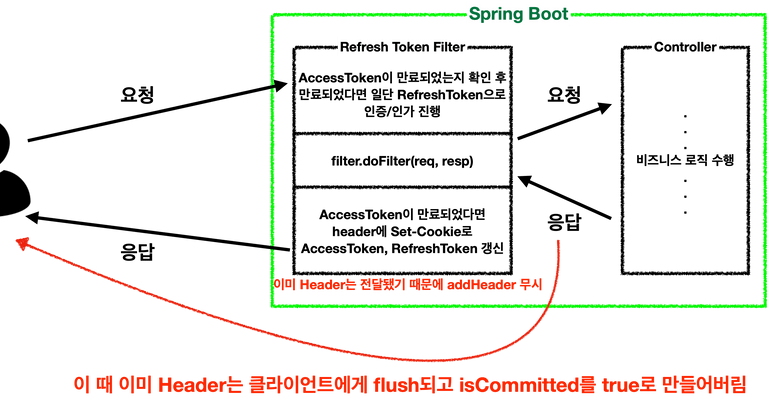 Spring Boot
Refresh Token Filter
Controller
AccessToken이 만료되었는지 확인 후
만료되었다면 일단 RefreshToken으로
인증/인가 진행
요청
요청
filter.doFilter(req, resp)
비즈니스 로직 수행
AccessToken이 만료되었다면
header에 Set-Cookie로
AccessToken, RefreshToken 갱신
응답
응답
이미 Header는 전달됐기 때문에 addHeader 무시
이 때 이미 Header는 클라이언트에게 flush되고 isCommitted를 true로 만들어버림